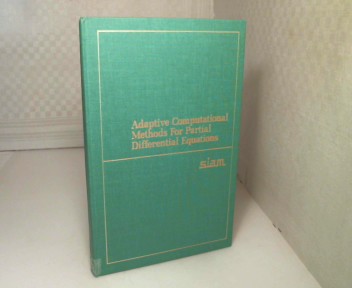 Adaptive Computational
Methods For Partial
Differential Equations
siam